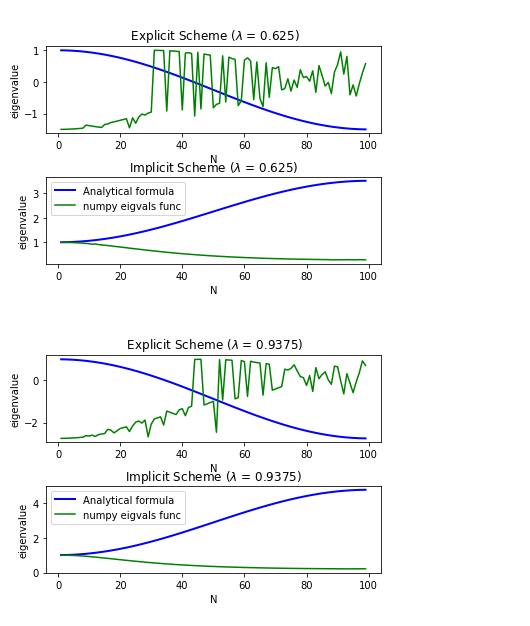 Explicit Scheme (λ = 0.625)
eigenvalue
1
0
−1
0 20 40 60 80 100
N
Implicit Scheme (λ = 0.625)
eigenvalue
3
2
1
Analytical formula
numpy eigvals func
0 20 40 60 80 100
N
Explicit Scheme (λ = 0.9375)
eigenvalue
0
−2
0 20 40 60 80 100
N
Implicit Scheme (λ = 0.9375)
eigenvalue
4
2
0
Analytical formula
numpy eigvals func
0 20 40 60 80 100
N